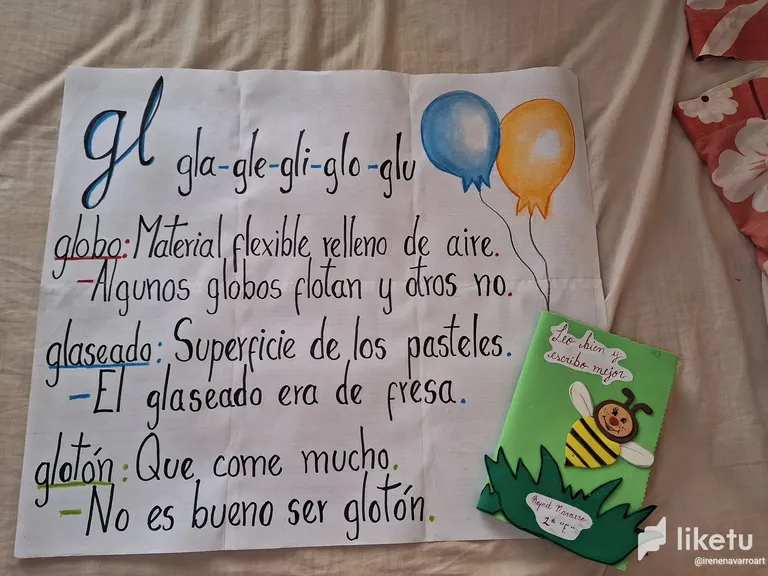 gl
gla-gle-gli-glo-glu
globo: Material flexible relleno de aire.
-Algunos globos flotan y otros no.
glaseado: Superficie de los pasteles.
-El glaseado era de fresa.
glotón: Que come mucho.
-No es bueno ser glotón.
Leo bien y
escribo mejor
Navarro
2do "C"
liketu
@irenenavarroart